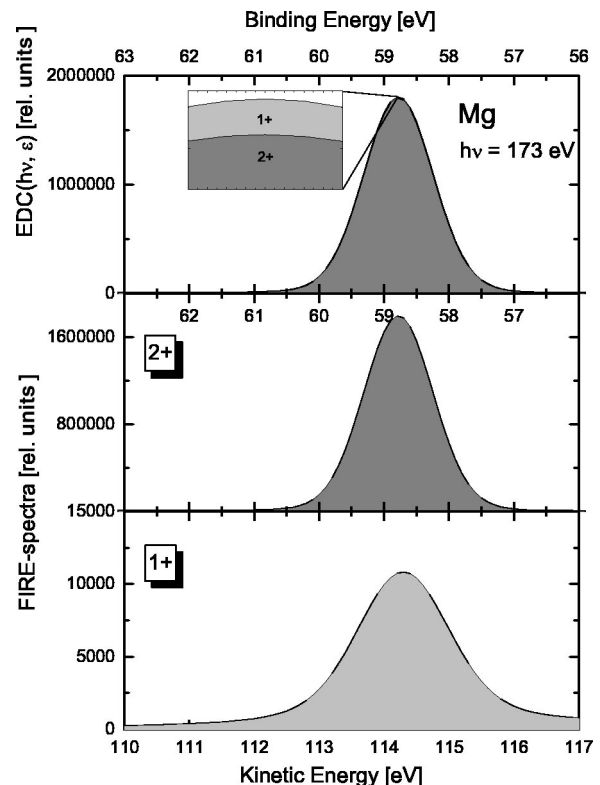 Binding Energy [eV]
63 62 61 60 59 58 57 56
EDC(hν, ε) [rel. units ]
2000000
1000000
0
1+
2+
Mg
hν = 173 eV
62 61 60 59 58 57
FIRE-spectra [rel. units ]
2+
1600000
800000
15000
1+
10000
5000
0
110 111 112 113 114 115 116 117
Kinetic Energy [eV]